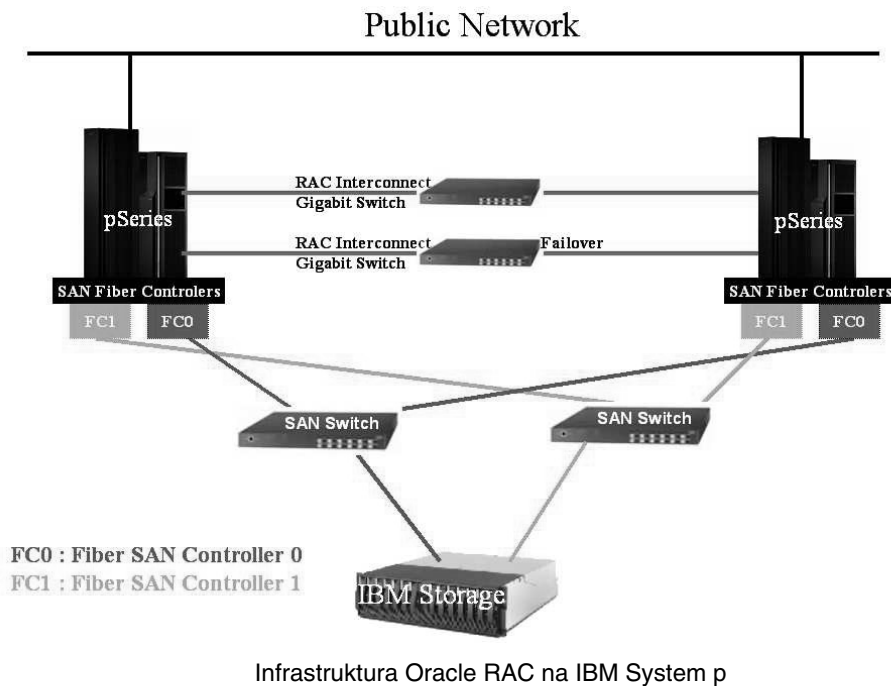 Public Network
RAC Interconnect
Gigabit Switch
pSeries
pSeries
RAC Interconnect
Failover
Gigabit Switch
SAN Fiber Controlers
SAN Fiber Controlers
FC1
FC0
FC1
FC0
SAN Switch
SAN Switch
FC0 : Fiber SAN Controller 0
FC1 : Fiber SAN Controller 1
IBM Storage
Infrastruktura Oracle RAC na IBM System p